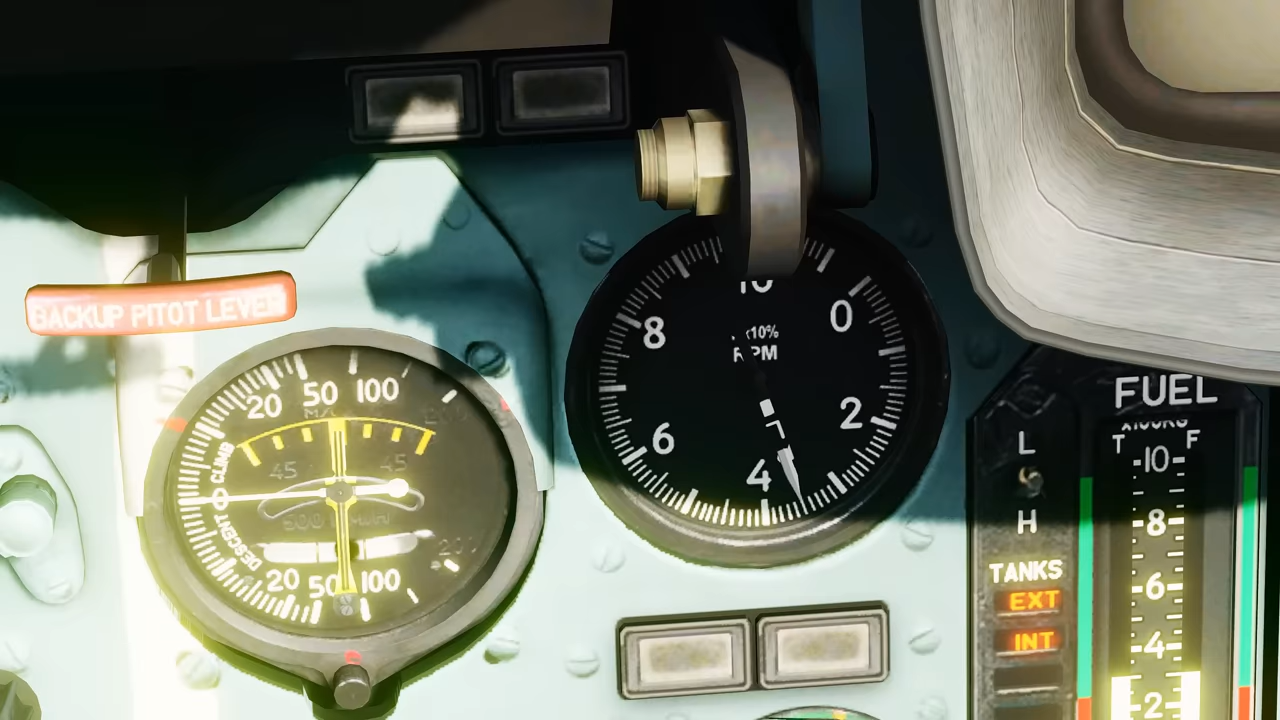 BACKUP PITOT LEVER
20 50 100
M/C
CLIMB
45 45
DESCENT
20 50 100
10
0
8
x10%
RPM
2
6
4
FUEL
x100KG
T F
L
10
H
8
TANKS
6
EXT
INT
4
2